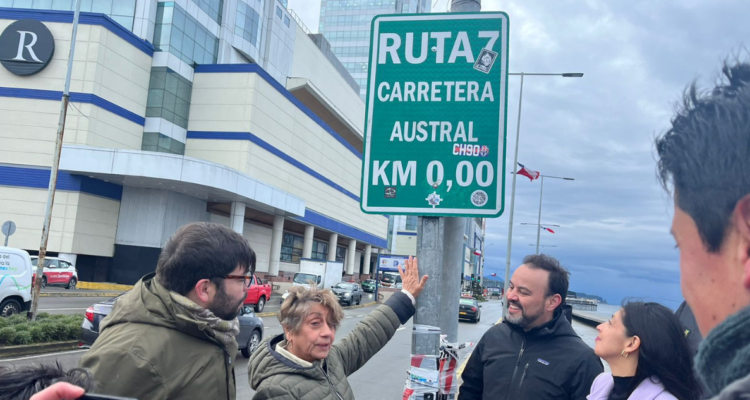 R
RUTA 7
CARRETERA
AUSTRAL
CH90
KM 0,00